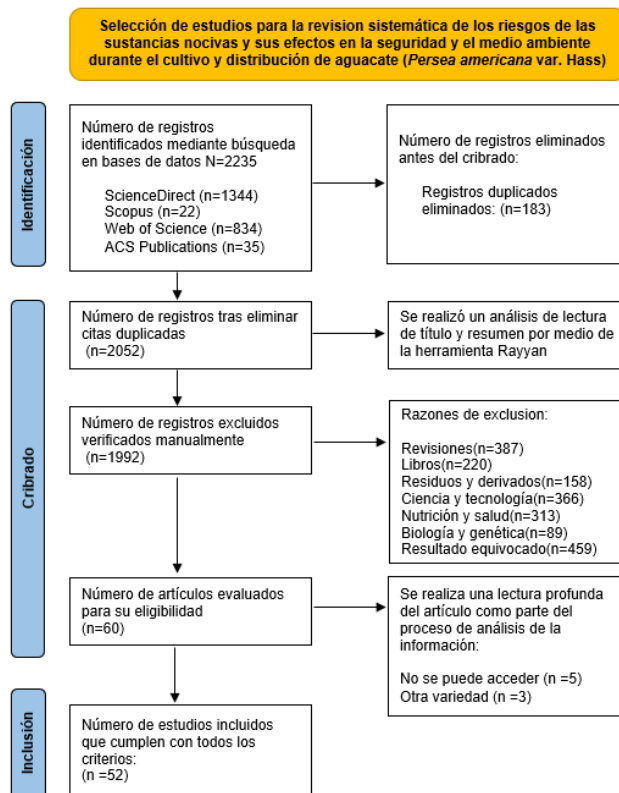 Selección de estudios para la revision sistemática de los riesgos de las
sustancias nocivas y sus efectos en la seguridad y el medio ambiente
durante el cultivo y distribución de aguacate (Persea americana var. Hass)
Identificación
Número de registros
identificados mediante búsqueda
en bases de datos N=2235
ScienceDirect (n=1344)
Scopus (n=22)
Web of Science (n=834)
ACS Publications (n=35)
Número de registros eliminados
antes del cribado:
Registros duplicados
eliminados: (n=183)
Cribado
Número de registros tras eliminar
citas duplicadas
(n=2052)
Se realizó un análisis de lectura
de título y resumen por medio de
la herramienta Rayyan
Número de registros excluidos
verificados manualmente
(n=1992)
Razones de exclusion:
Revisiones(n=387)
Libros(n=220)
Residuos y derivados(n=158)
Ciencia y tecnología(n=366)
Nutrición y salud(n=313)
Biología y genética(n=89)
Resultado equivocado(n=459)
Número de artículos evaluados
para su eligibilidad
(n=60)
Se realiza una lectura profunda
del artículo como parte del
proceso de análisis de la
información:
No se puede acceder (n =5)
Otra variedad (n =3)
Inclusión
Número de estudios incluidos
que cumplen con todos los
criterios:
(n =52)